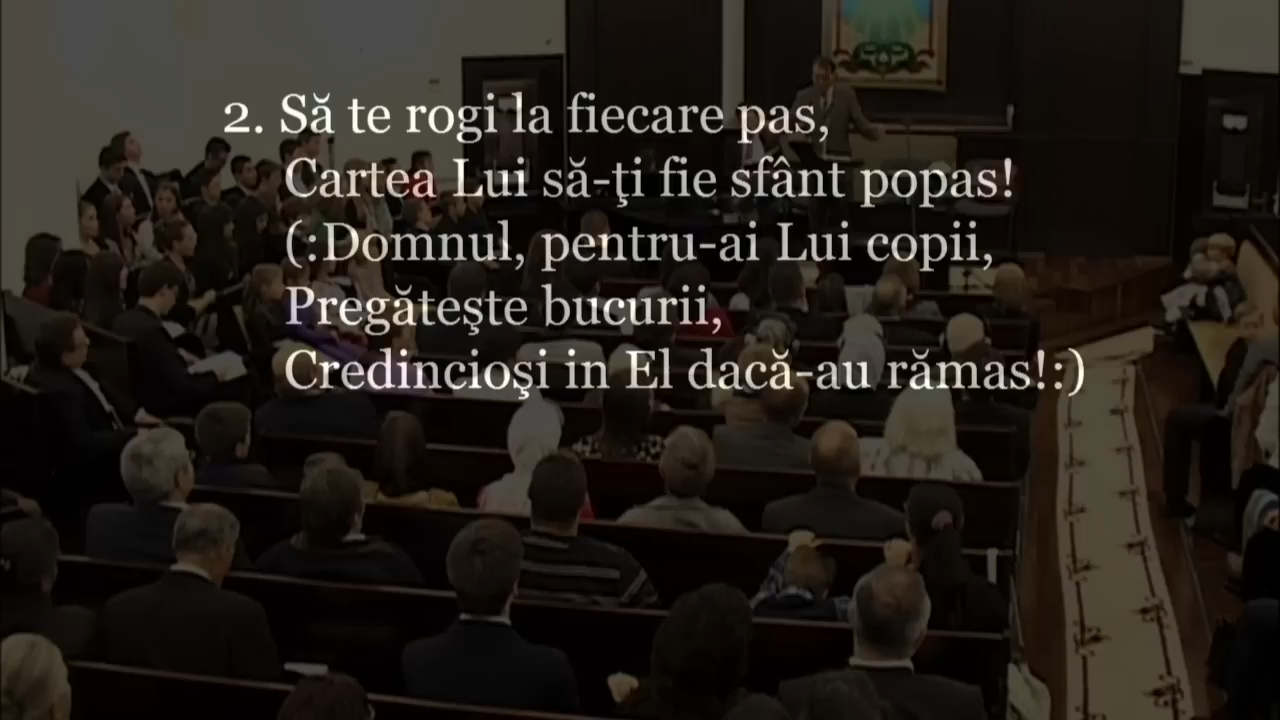 2. Să te rogi la fiecare pas,
Cartea Lui să-ţi fie sfânt popas!
(:Domnul, pentru-ai Lui copii,
Pregăteşte bucurii,
Credincioşi in El dacă-au rămas!:)